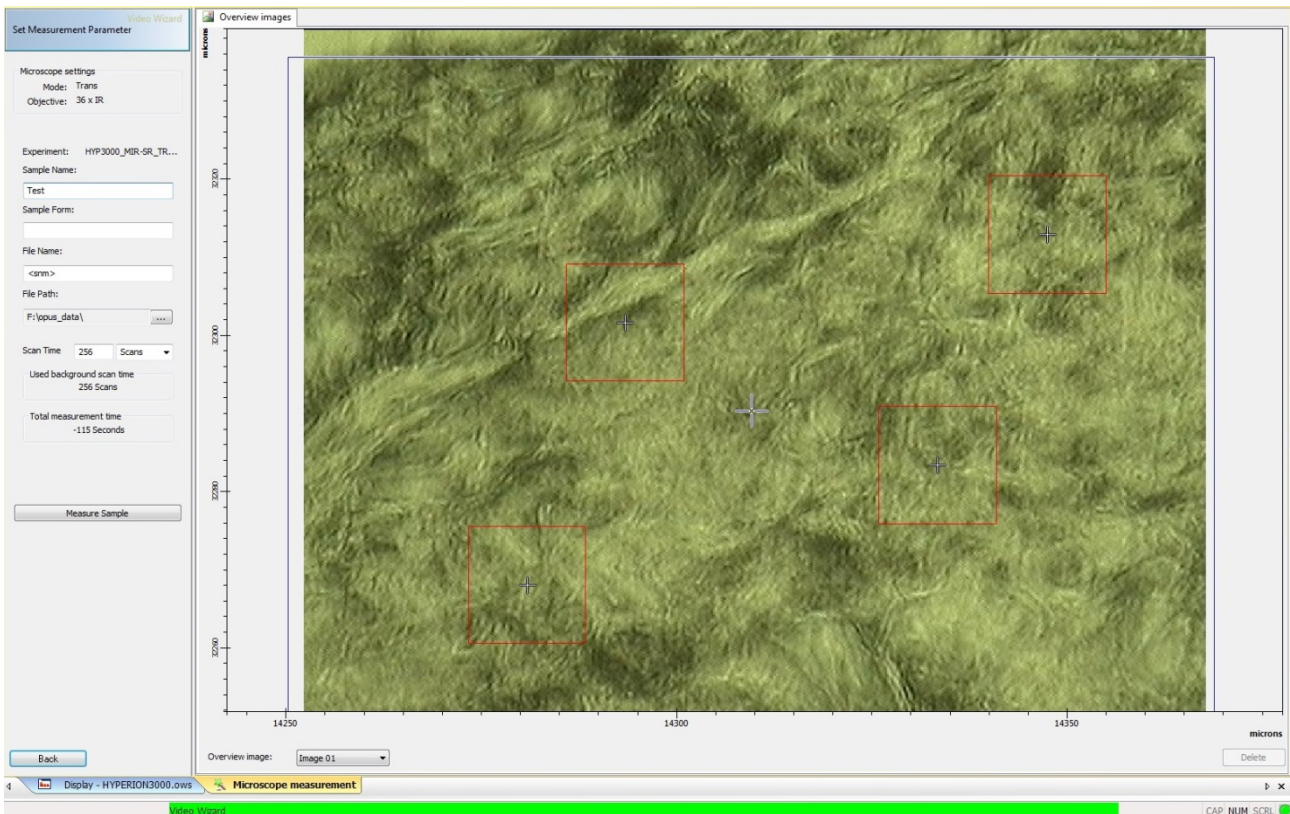 Video Wizard
Set Measurement Parameter
Microscope settings
Mode: Trans
Objective: 36 x IR
Experiment: HYP3000_MIR-SR_TR...
Sample Name:
Test
Sample Form:
File Name:
<snm>
File Path:
F:\opus_data\ ...
Scan Time 256 Scans
Used background scan time
256 Scans
Total measurement time
-115 Seconds
Measure Sample
Back
Overview images
microns
32320
32300
32280
32260
14250 14300 14350
microns
Overview image: Image 01 Delete
Display - HYPERION3000.ows Microscope measurement
Video Wizard CAP NUM SCRL